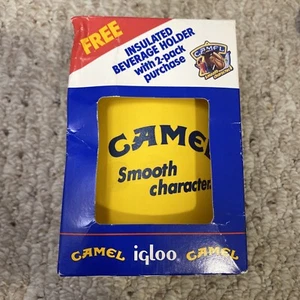 FREE
INSULATED
BEVERAGE HOLDER
with 2-pack
purchase
CAMEL
CAMEL
Smooth
character.
CAMEL igloo CAMEL